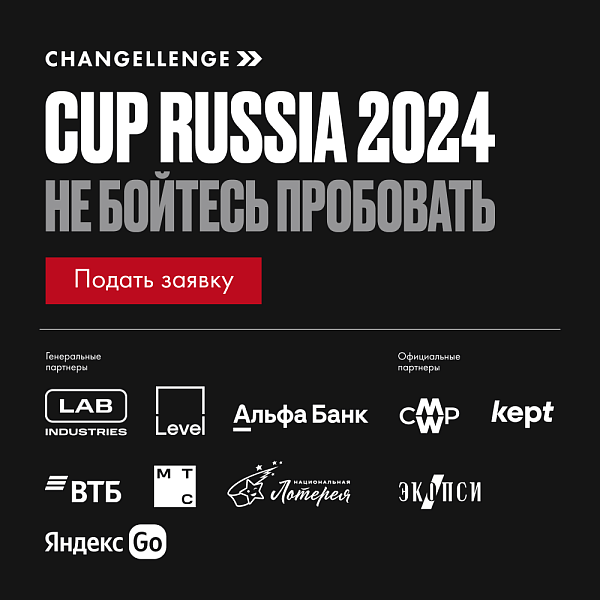 CHANGELLENGE
CUP RUSSIA 2024
НЕ БОЙТЕСЬ ПРОБОВАТЬ
Подать заявку
Генеральные
партнеры
LAB
INDUSTRIES
Level
Альфа Банк
ВТБ
МТС
НАЦИОНАЛЬНАЯ
Лотерея
Яндекс Go
Официальные
партнеры
CMWP
kept
ЭКОПСИ